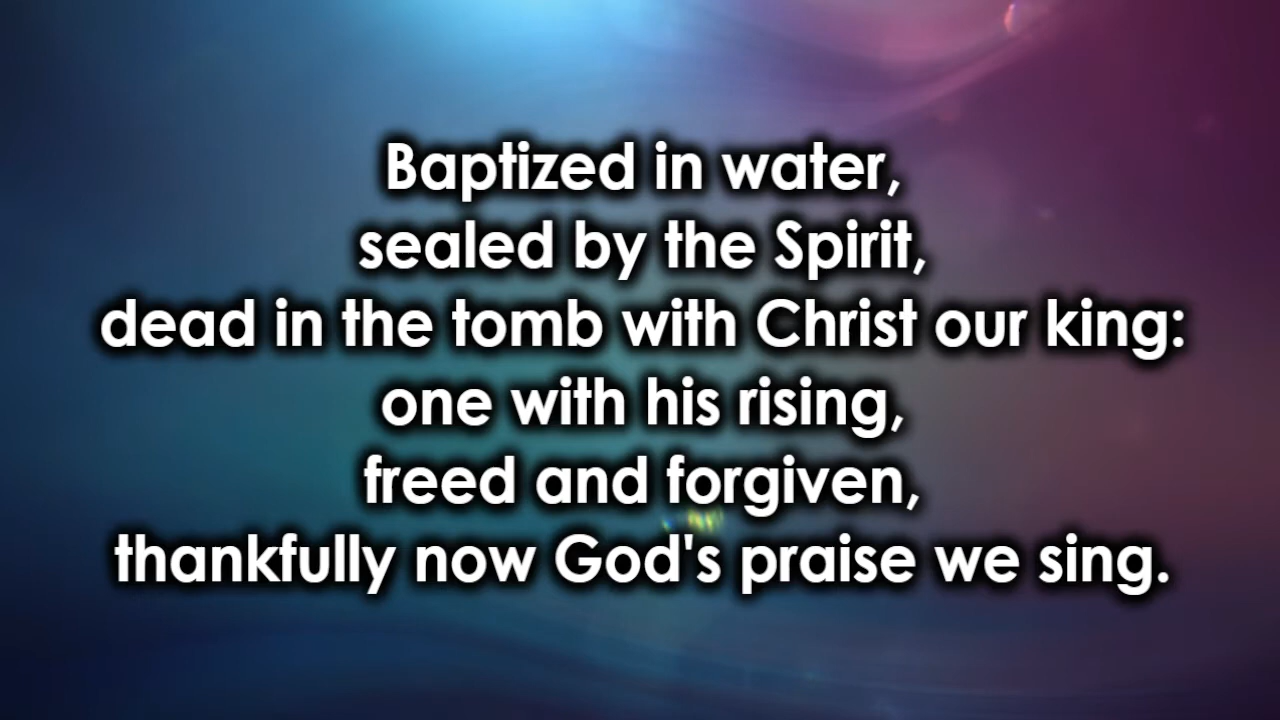 Baptized in water,
sealed by the Spirit,
dead in the tomb with Christ our king:
one with his rising,
freed and forgiven,
thankfully now God's praise we sing.